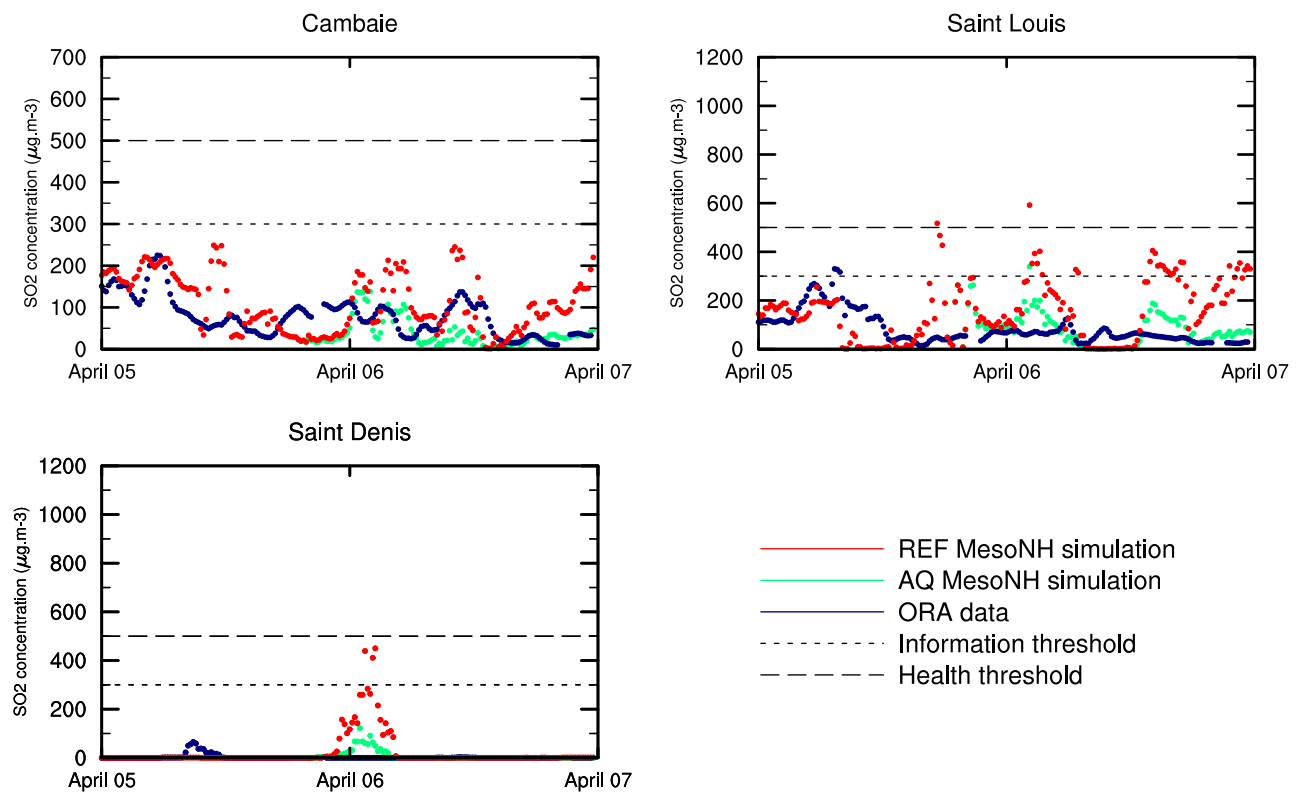 Cambaie
SO2 concentration (µg.m-3)
700
600
500
400
300
200
100
0
April 05
April 06
April 07
Saint Louis
SO2 concentration (µg.m-3)
1200
1000
800
600
400
200
0
April 05
April 06
April 07
Saint Denis
SO2 concentration (µg.m-3)
1200
1000
800
600
400
200
0
April 05
April 06
April 07
REF MesoNH simulation
AQ MesoNH simulation
ORA data
Information threshold
Health threshold